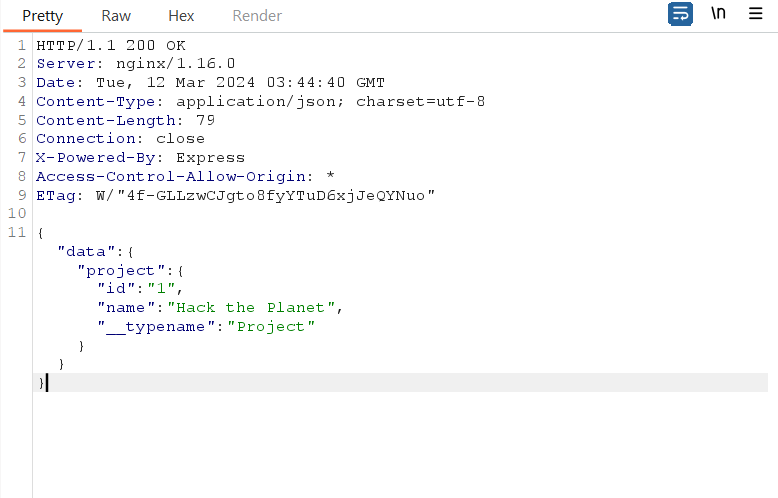 Pretty Raw Hex Render \n
1 HTTP/1.1 200 OK
2 Server: nginx/1.16.0
3 Date: Tue, 12 Mar 2024 03:44:40 GMT
4 Content-Type: application/json; charset=utf-8
5 Content-Length: 79
6 Connection: close
7 X-Powered-By: Express
8 Access-Control-Allow-Origin: *
9 ETag: W/"4f-GLLzwCJgto8fyYTuD6xjJeQYNuo"
10
11 {
"data":{
"project":{
"id":"1",
"name":"Hack the Planet",
"__typename":"Project"
}
}
}